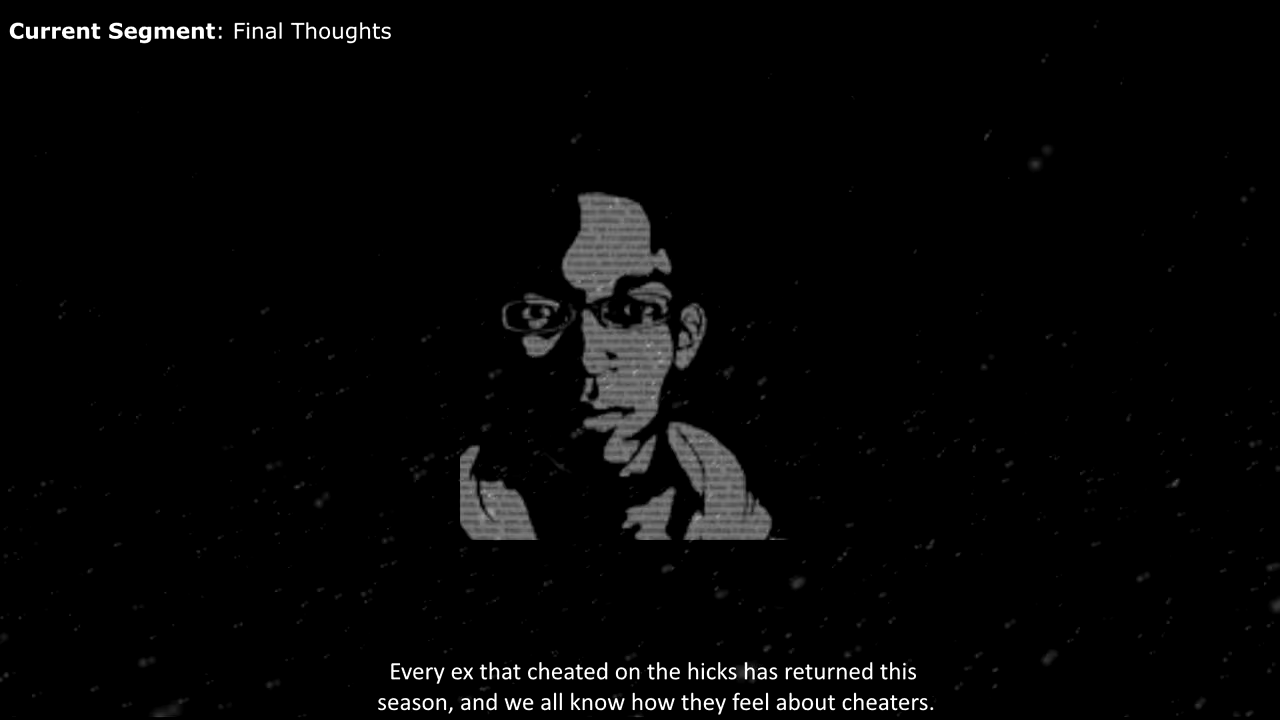 Current Segment: Final Thoughts
Every ex that cheated on the hicks has returned this
season, and we all know how they feel about cheaters.